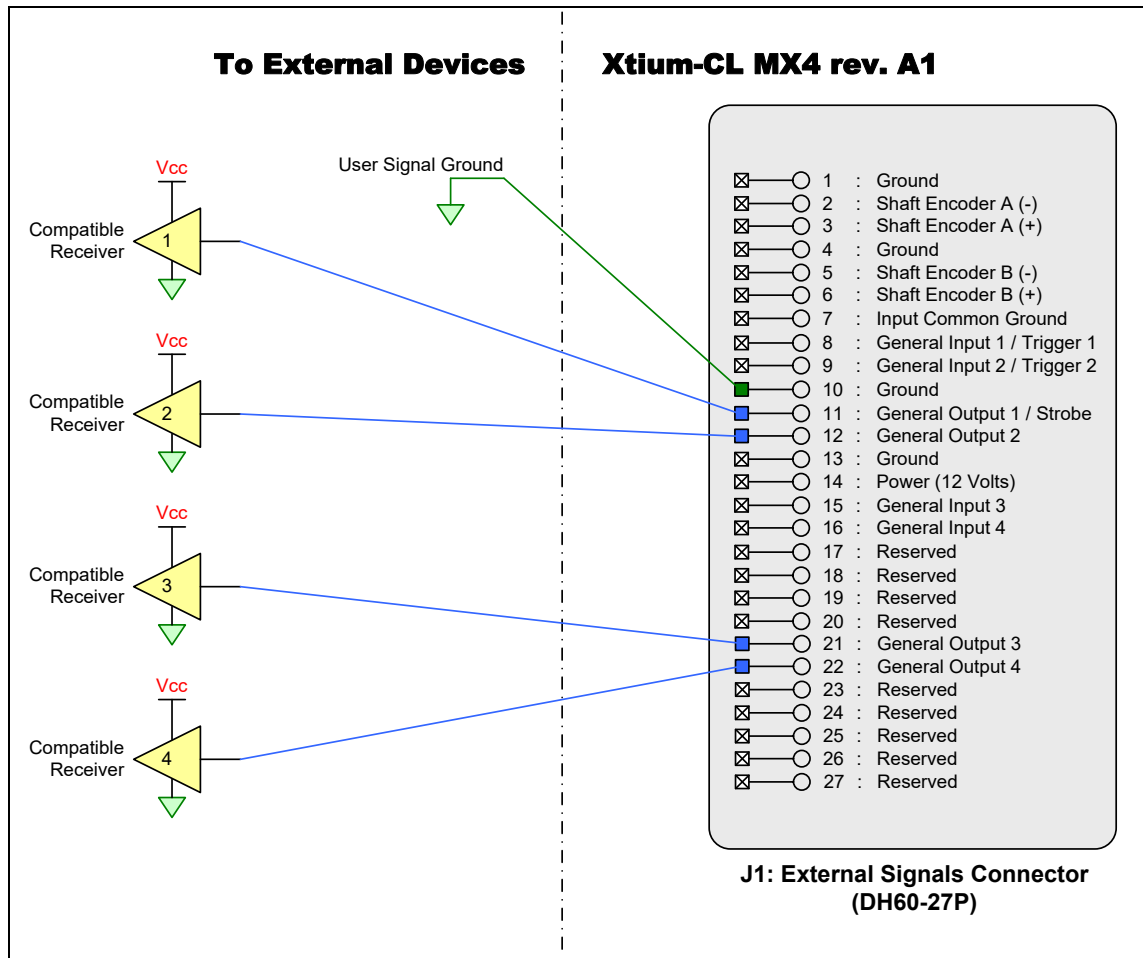 To External Devices
Xtium-CL MX4 rev. A1
User Signal Ground
Vcc
Compatible
Receiver
1
Vcc
Compatible
Receiver
2
Vcc
Compatible
Receiver
3
Vcc
Compatible
Receiver
4
1 : Ground
2 : Shaft Encoder A (-)
3 : Shaft Encoder A (+)
4 : Ground
5 : Shaft Encoder B (-)
6 : Shaft Encoder B (+)
7 : Input Common Ground
8 : General Input 1 / Trigger 1
9 : General Input 2 / Trigger 2
10 : Ground
11 : General Output 1 / Strobe
12 : General Output 2
13 : Ground
14 : Power (12 Volts)
15 : General Input 3
16 : General Input 4
17 : Reserved
18 : Reserved
19 : Reserved
20 : Reserved
21 : General Output 3
22 : General Output 4
23 : Reserved
24 : Reserved
25 : Reserved
26 : Reserved
27 : Reserved
J1: External Signals Connector
(DH60-27P)